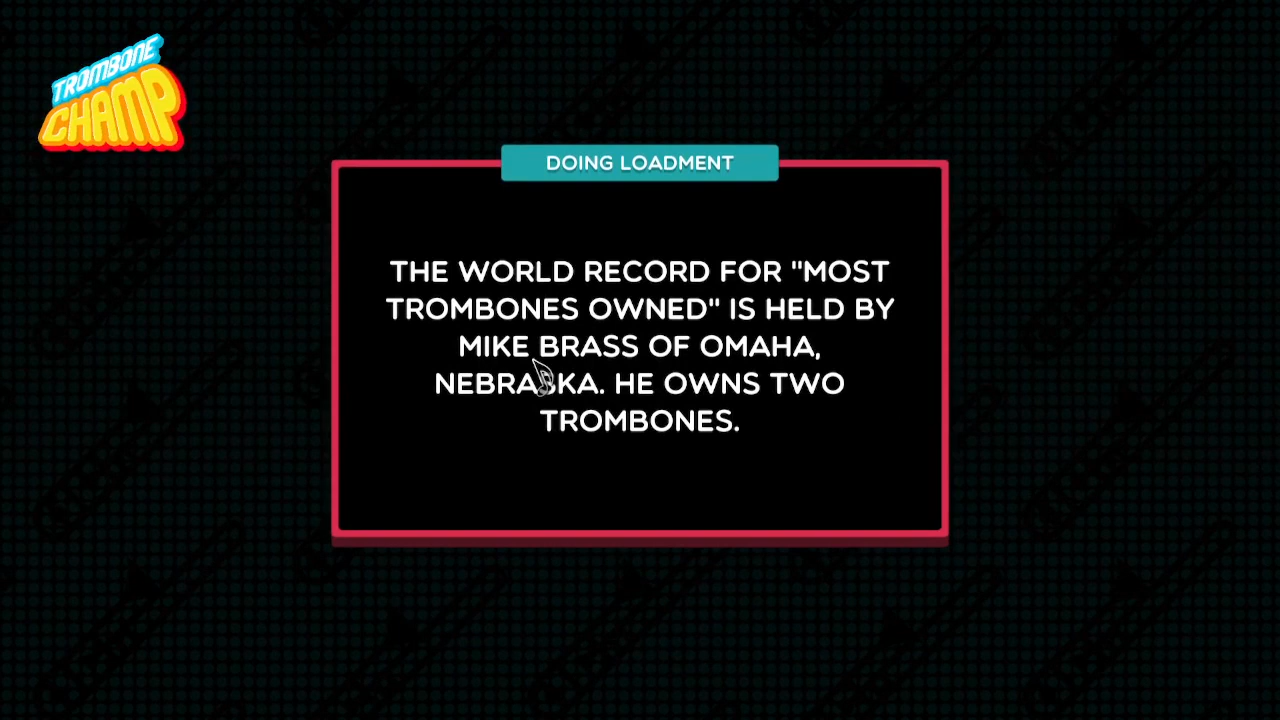 TROMBONE
CHAMP
DOING LOADMENT
THE WORLD RECORD FOR "MOST
TROMBONES OWNED" IS HELD BY
MIKE BRASS OF OMAHA,
NEBRASKA. HE OWNS TWO
TROMBONES.